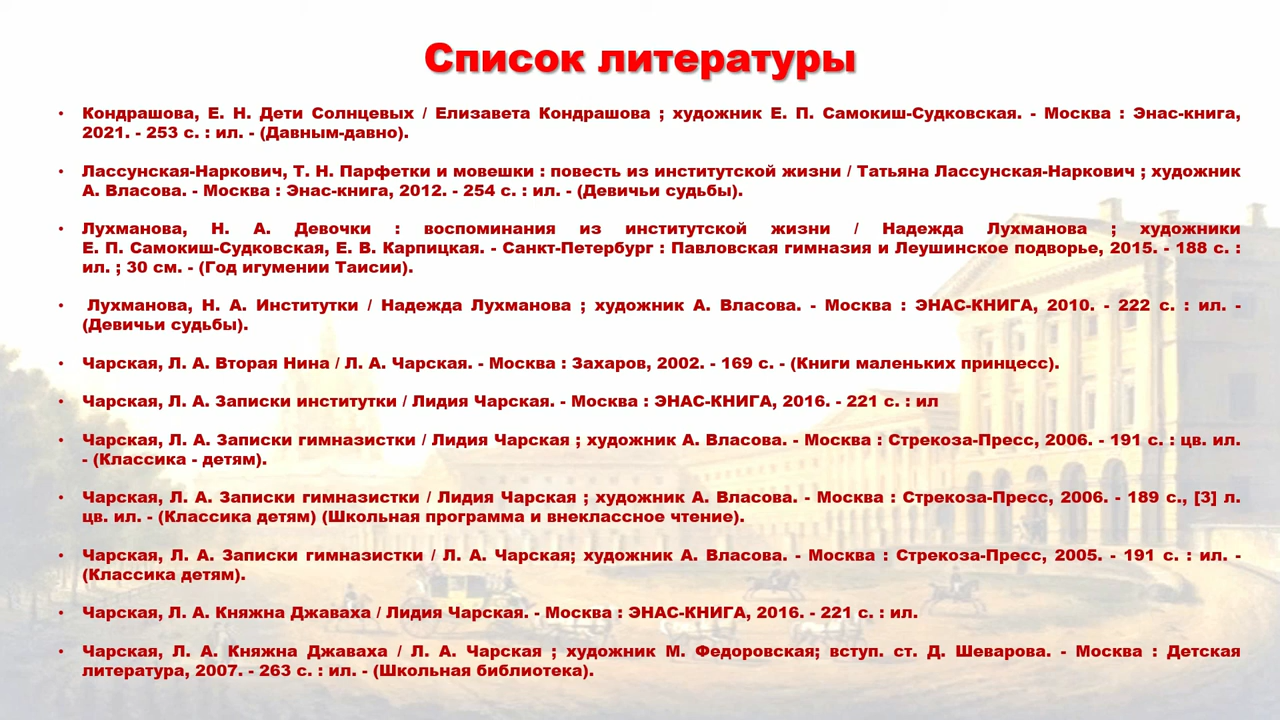 Список литературы
• Кондрашова, Е. Н. Дети Солнцевых / Елизавета Кондрашова ; художник Е. П. Самокиш-Судковская. - Москва : Энас-книга,
2021. - 253 с. : ил. - (Давным-давно).
• Лассунская-Наркович, Т. Н. Парфетки и мовешки : повесть из институтской жизни / Татьяна Лассунская-Наркович ; художник
А. Власова. - Москва : Энас-книга, 2012. - 254 с. : ил. - (Девичьи судьбы).
• Лухманова, Н. А. Девочки : воспоминания из институтской жизни / Надежда Лухманова ; художники
Е. П. Самокиш-Судковская, Е. В. Карпицкая. - Санкт-Петербург : Павловская гимназия и Леушинское подворье, 2015. - 188 с. :
ил. ; 30 см. - (Год игумении Таисии).
• Лухманова, Н. А. Институтки / Надежда Лухманова ; художник А. Власова. - Москва : ЭНАС-КНИГА, 2010. - 222 с. : ил. -
(Девичьи судьбы).
• Чарская, Л. А. Вторая Нина / Л. А. Чарская. - Москва : Захаров, 2002. - 169 с. - (Книги маленьких принцесс).
• Чарская, Л. А. Записки институтки / Лидия Чарская. - Москва : ЭНАС-КНИГА, 2016. - 221 с. : ил
• Чарская, Л. А. Записки гимназистки / Лидия Чарская ; художник А. Власова. - Москва : Стрекоза-Пресс, 2006. - 191 с. : цв. ил.
- (Классика - детям).
• Чарская, Л. А. Записки гимназистки / Лидия Чарская ; художник А. Власова. - Москва : Стрекоза-Пресс, 2006. - 189 с., [3] л.
цв. ил. - (Классика детям) (Школьная программа и внеклассное чтение).
• Чарская, Л. А. Записки гимназистки / Л. А. Чарская; художник А. Власова. - Москва : Стрекоза-Пресс, 2005. - 191 с. : ил. -
(Классика детям).
• Чарская, Л. А. Княжна Джаваха / Лидия Чарская. - Москва : ЭНАС-КНИГА, 2016. - 221 с. : ил.
• Чарская, Л. А. Княжна Джаваха / Л. А. Чарская ; художник М. Федоровская; вступ. ст. Д. Шеварова. - Москва : Детская
литература, 2007. - 263 с. : ил. - (Школьная библиотека).